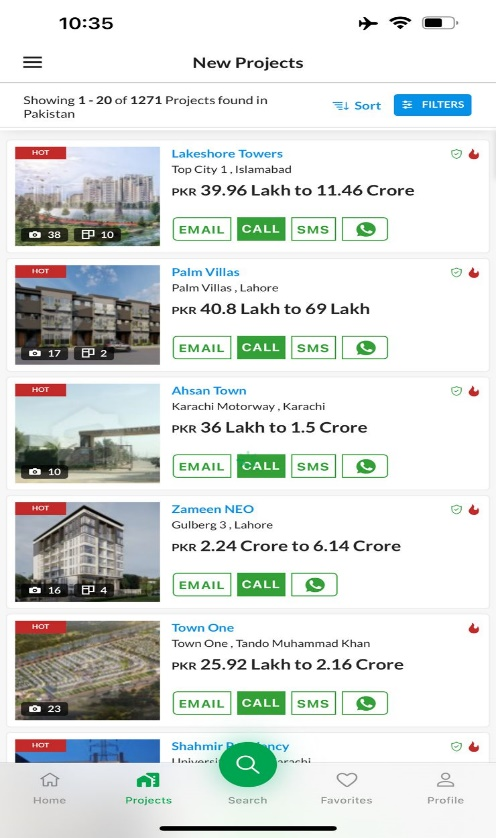 10:35
New Projects
Showing 1 - 20 of 1271 Projects found in
Pakistan
Sort
FILTERS
HOT
38
10
Lakeshore Towers
Top City 1 , Islamabad
PKR 39.96 Lakh to 11.46 Crore
EMAIL CALL SMS
HOT
17
2
Palm Villas
Palm Villas , Lahore
PKR 40.8 Lakh to 69 Lakh
EMAIL CALL SMS
HOT
10
Ahsan Town
Karachi Motorway , Karachi
PKR 36 Lakh to 1.5 Crore
EMAIL CALL SMS
HOT
16
4
Zameen NEO
Gulberg 3 , Lahore
PKR 2.24 Crore to 6.14 Crore
EMAIL CALL
HOT
23
Town One
Town One , Tando Muhammad Khan
PKR 25.92 Lakh to 2.16 Crore
EMAIL CALL SMS
HOT
Shahmir
Home
Projects
Search
Favorites
Profile